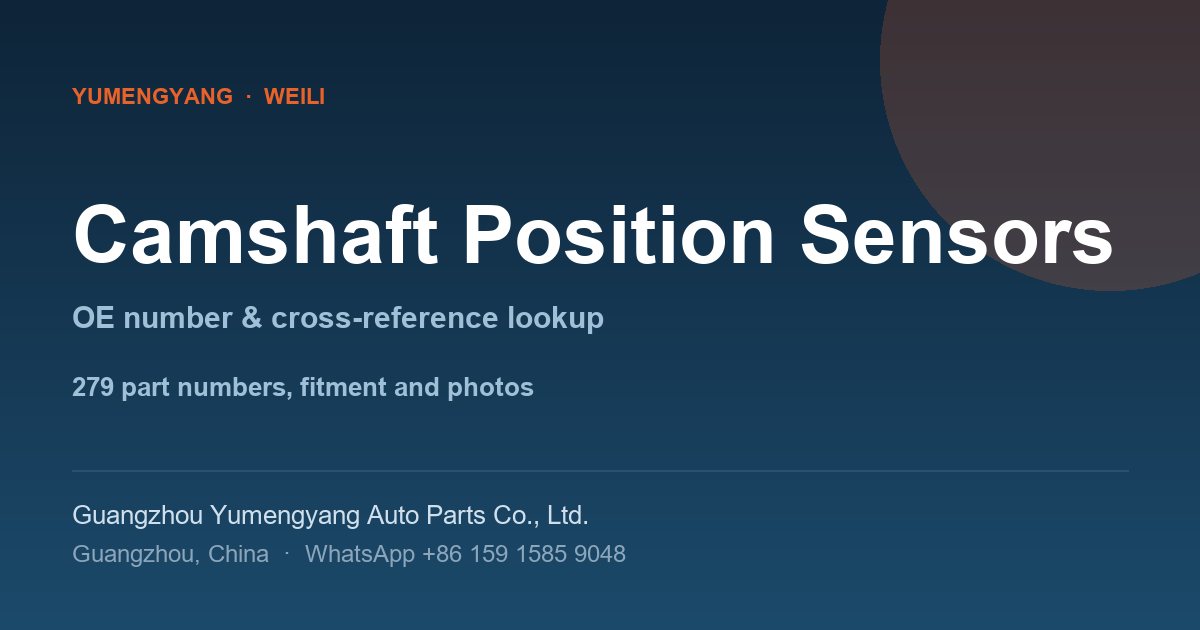 YUMENGYANG · WEILI
Camshaft Position Sensors
OE number & cross-reference lookup
279 part numbers, fitment and photos
Guangzhou Yumengyang Auto Parts Co., Ltd.
Guangzhou, China · WhatsApp +86 159 1585 9048